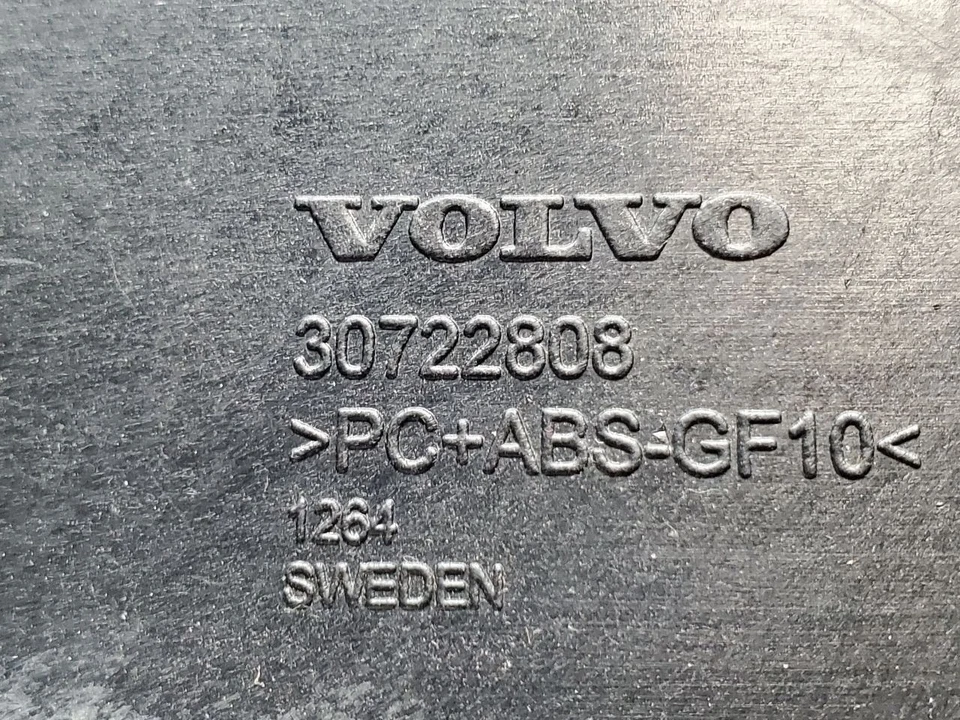 VOLVO
30722808
>PC+ABS-GF10<
1264
SWEDEN